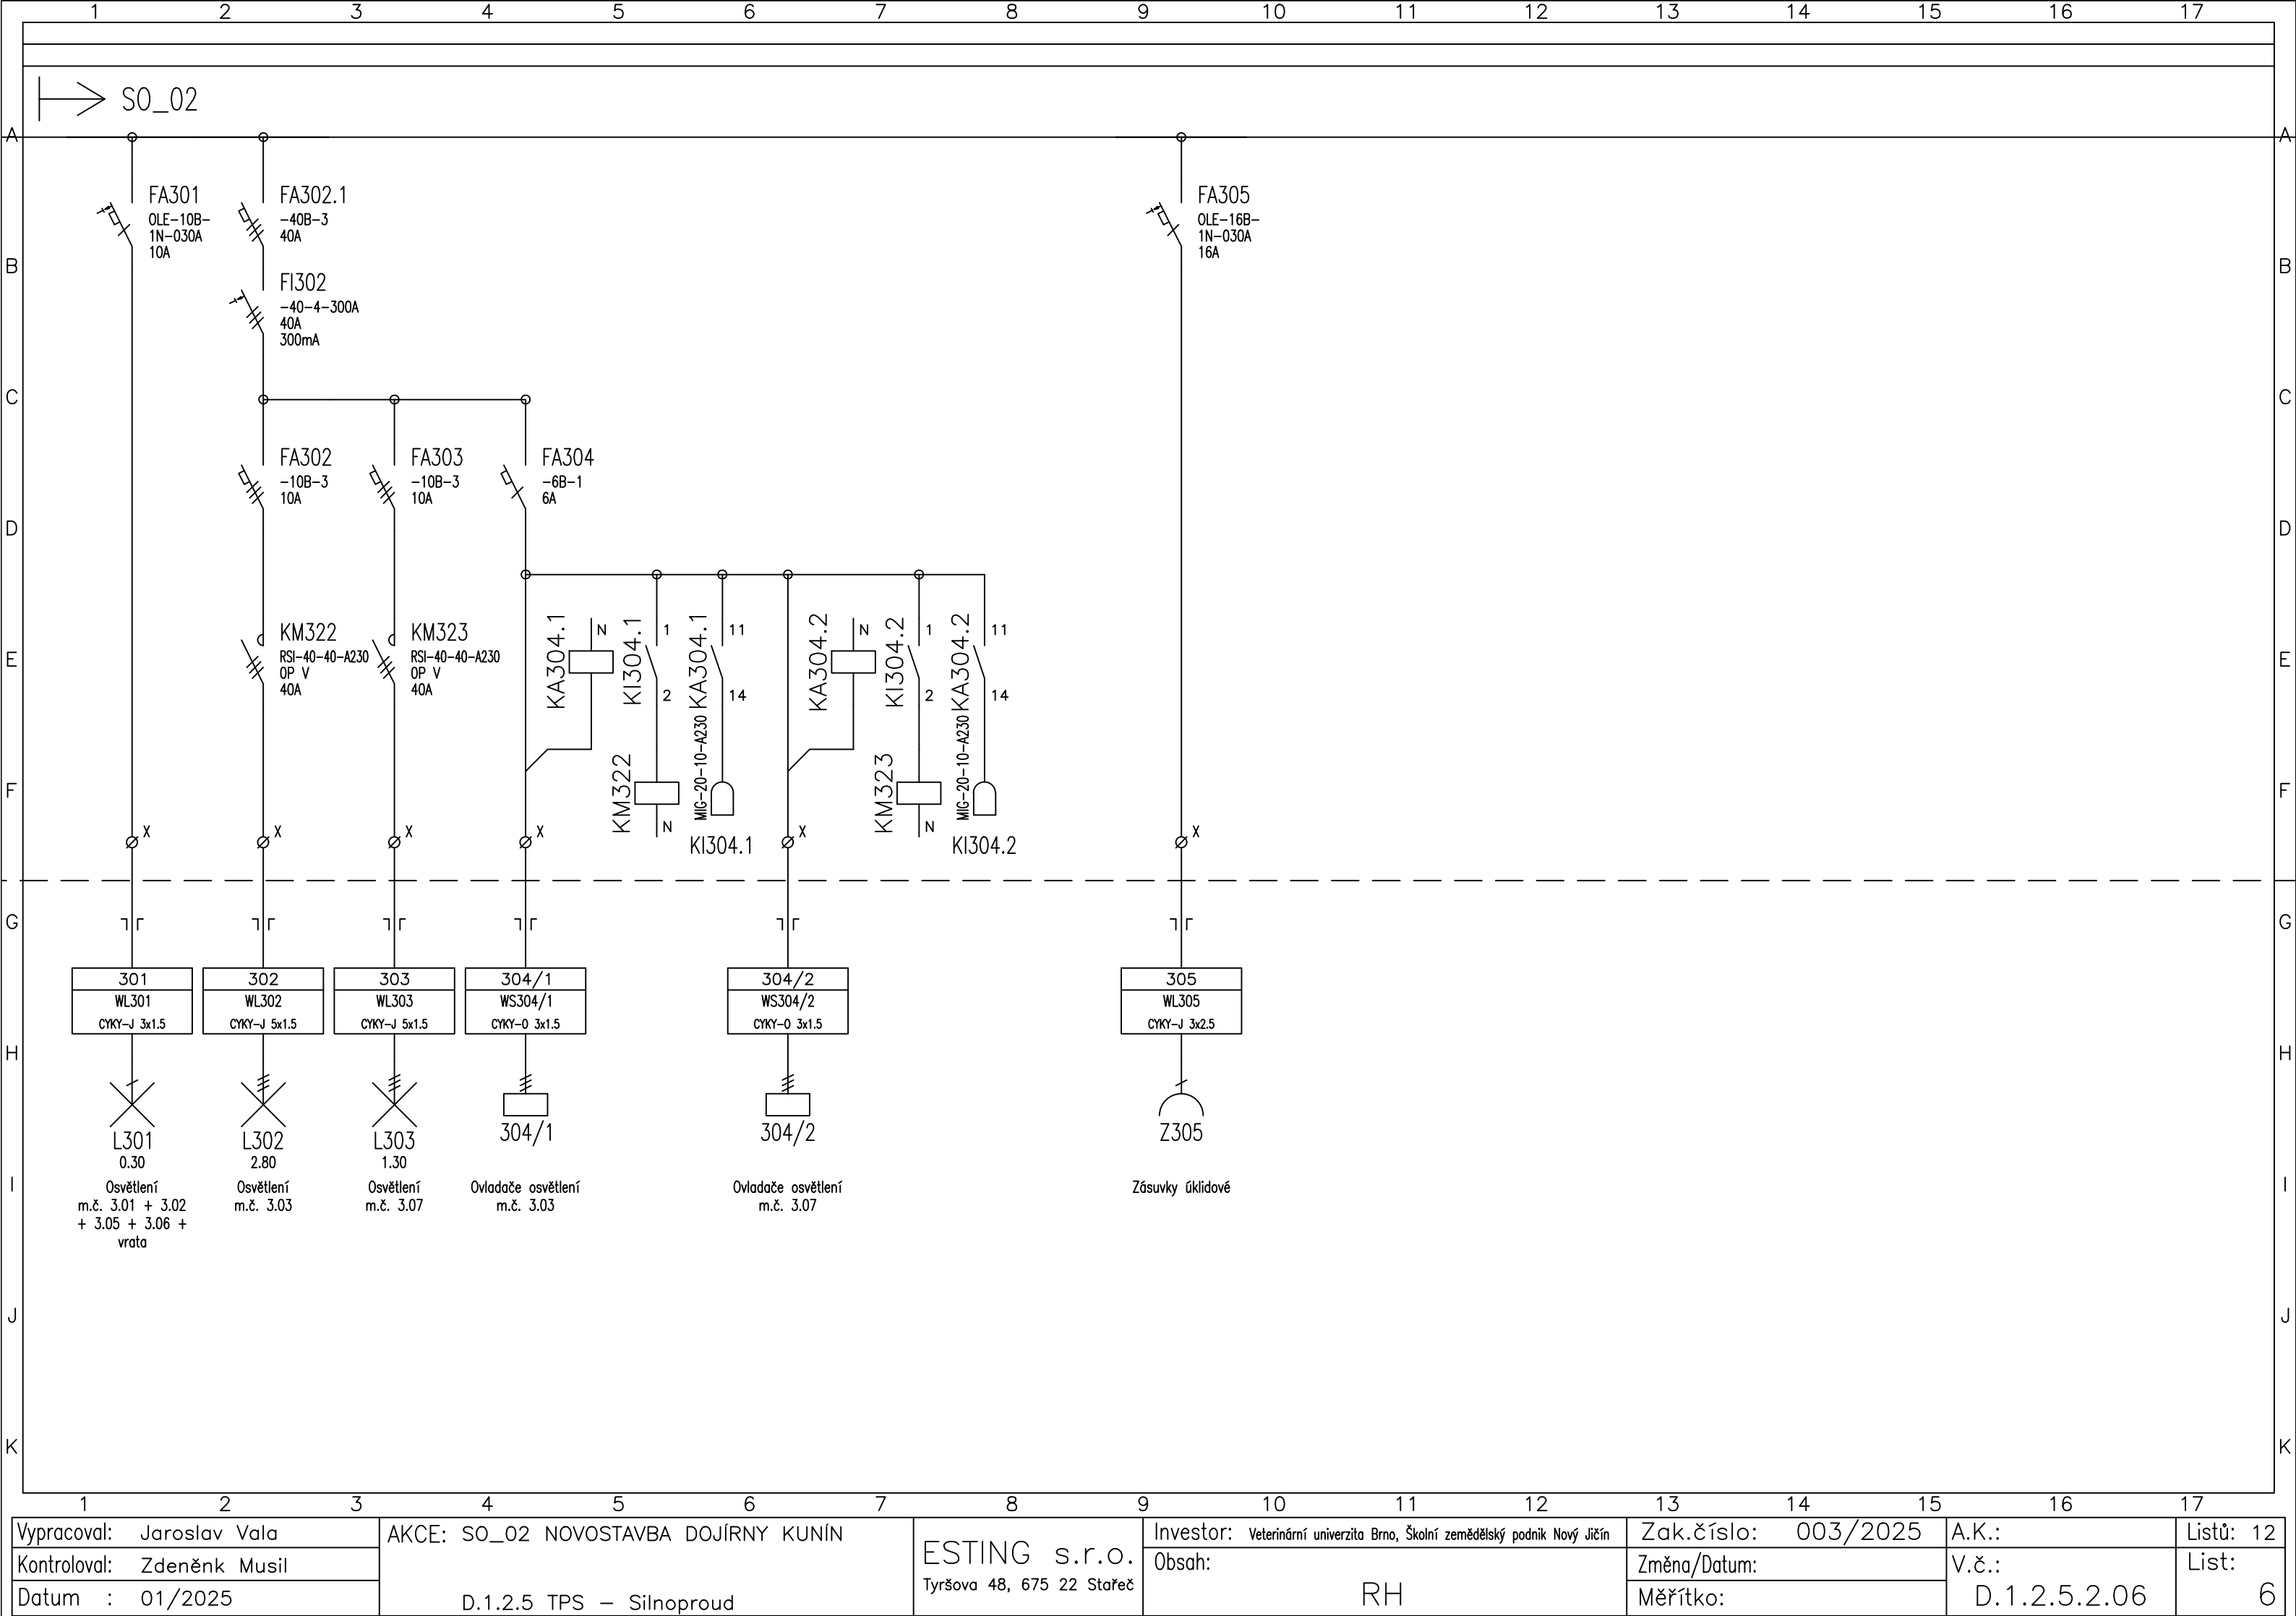 1 2 3 4 5 6 7 8 9 10 11 12 13 14 15 16 17
SO_02
A A
FA301
OLE-10B-
1N-030A
10A
FA302.1
-40B-3
40A
FA305
OLE-16B-
1N-030A
16A
B B
FI302
-40-4-300A
40A
300mA
C C
FA302
-10B-3
10A
FA303
-10B-3
10A
FA304
-6B-1
6A
D D
KM322
RSI-40-40-A230
0P V
40A
KM323
RSI-40-40-A230
0P V
40A
KA304.1
N
KI304.1
1
2
KA304.1
11
14
KA304.2
N
KI304.2
1
2
KA304.2
11
14
E E
KM322
N
MIG-20-10-A230
KI304.1
KM323
N
MIG-20-10-A230
KI304.2
F F
X X X X X X
G G
301
WL301
CYKY-J 3x1.5
302
WL302
CYKY-J 5x1.5
303
WL303
CYKY-J 5x1.5
304/1
WS304/1
CYKY-O 3x1.5
304/2
WS304/2
CYKY-O 3x1.5
305
WL305
CYKY-J 3x2.5
H H
L301
0.30
Osvětlení
m.č. 3.01 + 3.02
+ 3.05 + 3.06 +
vrata
L302
2.80
Osvětlení
m.č. 3.03
L303
1.30
Osvětlení
m.č. 3.07
304/1
Ovladače osvětlení
m.č. 3.03
304/2
Ovladače osvětlení
m.č. 3.07
Z305
Zásuvky úklidové
I I
J J
K K
1 2 3 4 5 6 7 8 9 10 11 12 13 14 15 16 17
Vypracoval: Jaroslav Vala
Kontroloval: Zdeněnk Musil
Datum : 01/2025
AKCE: SO_02 NOVOSTAVBA DOJÍRNY KUNÍN
D.1.2.5 TPS – Silnoproud
ESTING s.r.o.
Tyršova 48, 675 22 Stařeč
Investor: Veterinární univerzita Brno, Školní zemědělský podnik Nový Jičín
Obsah:
RH
Zak.číslo: 003/2025
Změna/Datum:
Měřítko:
A.K.:
V.č.:
D.1.2.5.2.06
Listů: 12
List:
6